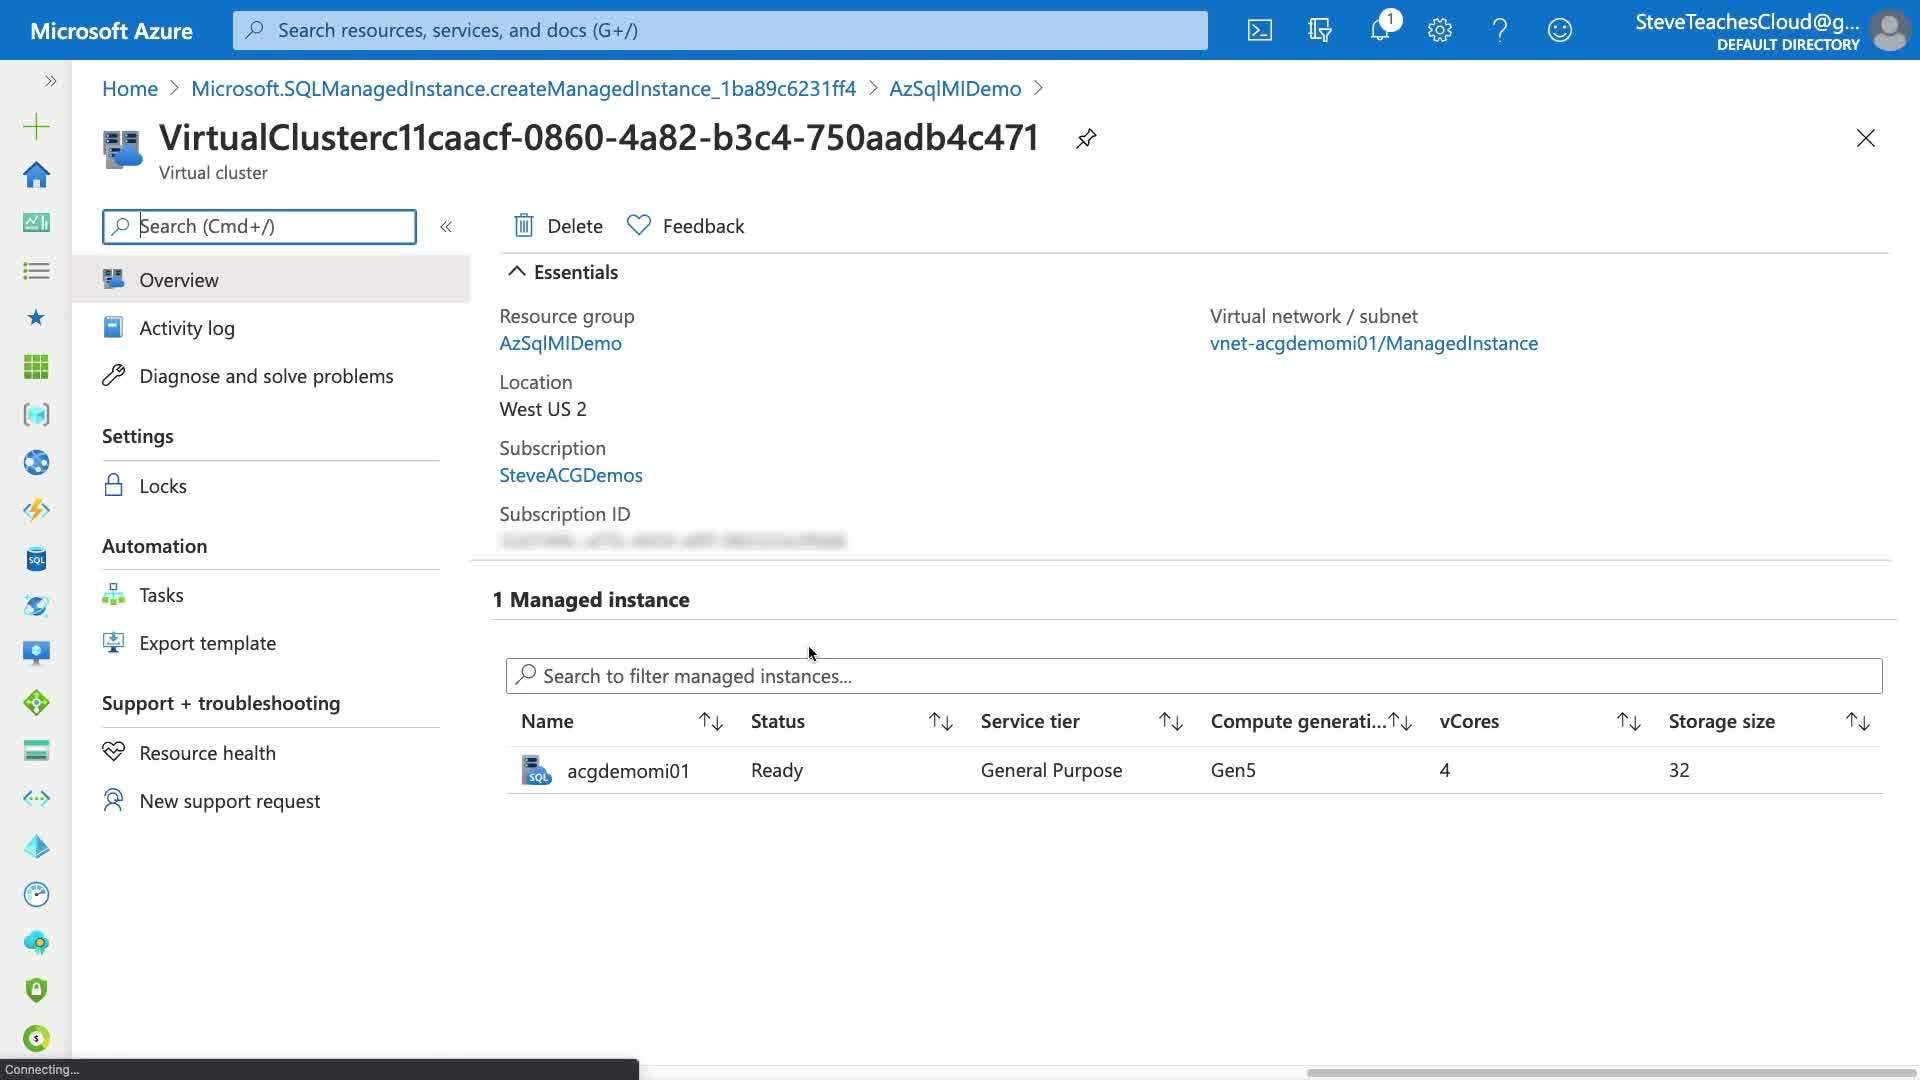 Microsoft Azure
Search resources, services, and docs (G+/)
1
SteveTeachesCloud@g...
DEFAULT DIRECTORY
Home > Microsoft.SQLManagedInstance.createManagedInstance_1ba89c6231ff4 > AzSqlMIDemo >
VirtualClusterc11caacf-0860-4a82-b3c4-750aadb4c471
Virtual cluster
Search (Cmd+/)
«
Delete
Feedback
Overview
Activity log
Diagnose and solve problems
Settings
Locks
Automation
Tasks
Export template
Support + troubleshooting
Resource health
New support request
Essentials
Resource group
AzSqlMIDemo
Location
West US 2
Subscription
SteveACGDemos
Subscription ID
Virtual network / subnet
vnet-acgdemomi01/ManagedInstance
1 Managed instance
Search to filter managed instances...
Name Status Service tier Compute generati... vCores Storage size
SQL acgdemomi01 Ready General Purpose Gen5 4 32
SQL
Connecting...